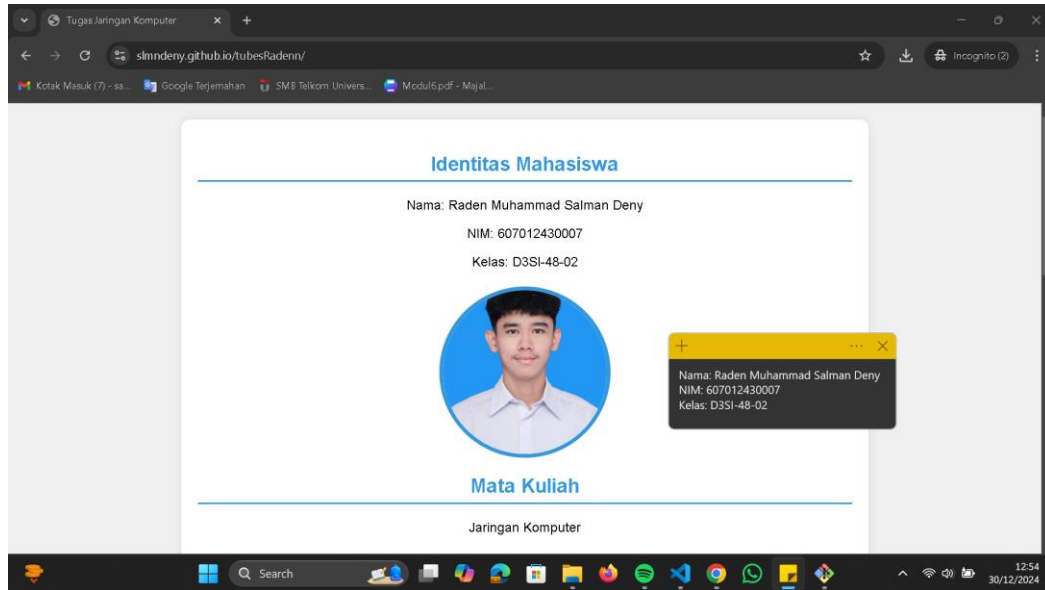 Tugas Jaringan Komputer
slmndeny.github.io/tubesRadenn/
Incognito (2)
Kotak Masuk (7) - sa...
Google Terjemahan
SMB Telkom Univers...
Modul6.pdf - Majal...
Identitas Mahasiswa
Nama: Raden Muhammad Salman Deny
NIM: 607012430007
Kelas: D3SI-48-02
Nama: Raden Muhammad Salman Deny
NIM: 607012430007
Kelas: D3SI-48-02
Mata Kuliah
Jaringan Komputer
Search
12:54
30/12/2024